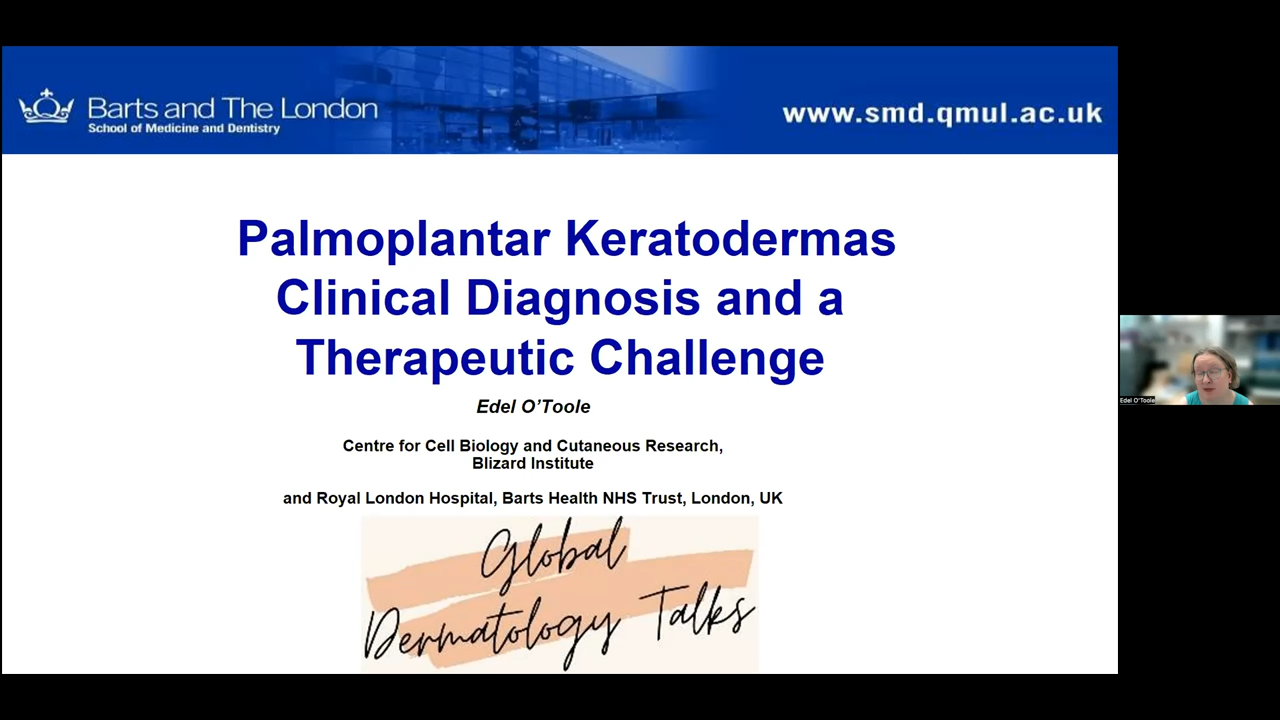 Barts and The London
School of Medicine and Dentistry
www.smd.qmul.ac.uk
Palmoplantar Keratodermas
Clinical Diagnosis and a
Therapeutic Challenge
Edel O'Toole
Centre for Cell Biology and Cutaneous Research,
Blizard Institute
and Royal London Hospital, Barts Health NHS Trust, London, UK
Global
Dermatology Talks
Edel O'Toole